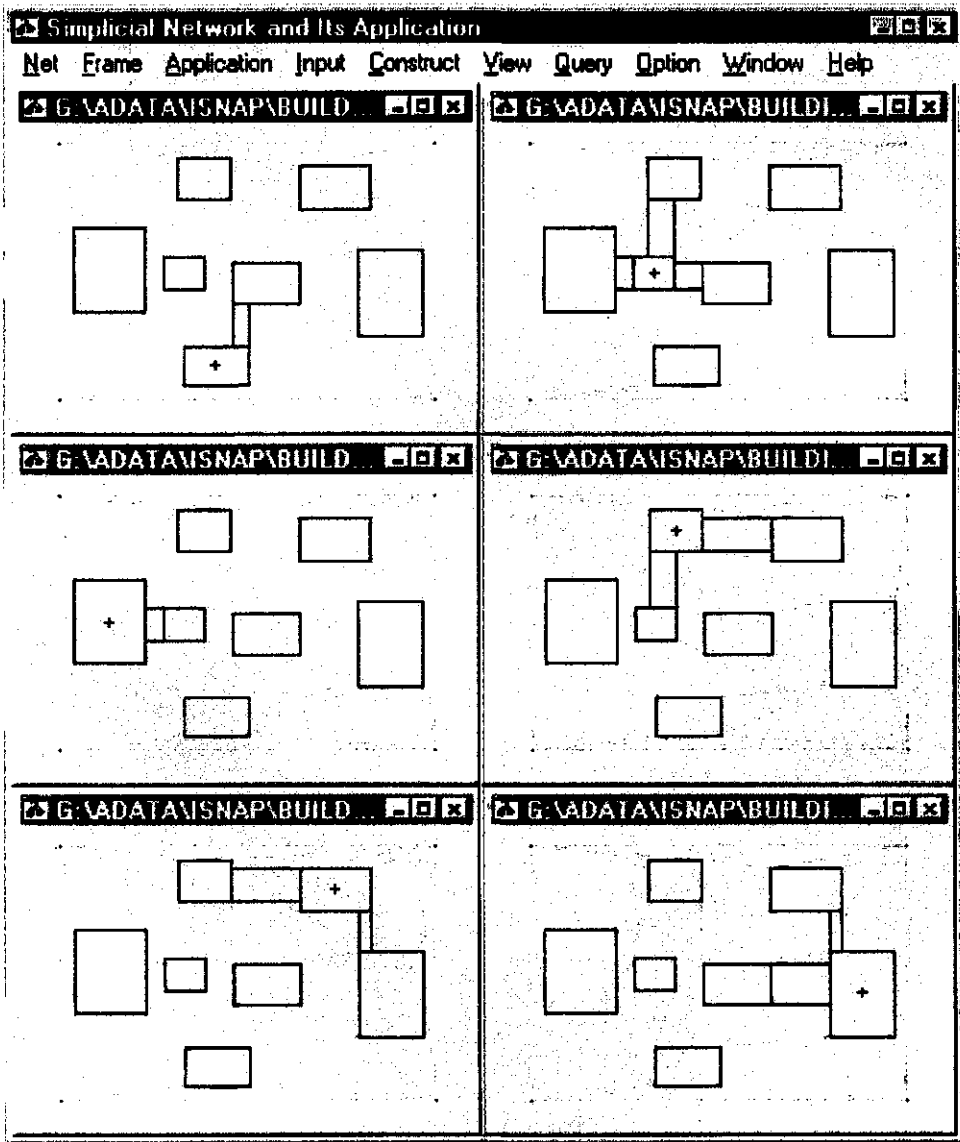 Simplicial Network and Its Application
Net Frame Application Input Construct View Query Option Window Help
G:\ADATA\ISNAP\BUILD...
G:\ADATA\ISNAP\BUILDI...
G:\ADATA\ISNAP\BUILD...
G:\ADATA\ISNAP\BUILDI...
G:\ADATA\ISNAP\BUILD...
G:\ADATA\ISNAP\BUILDI...